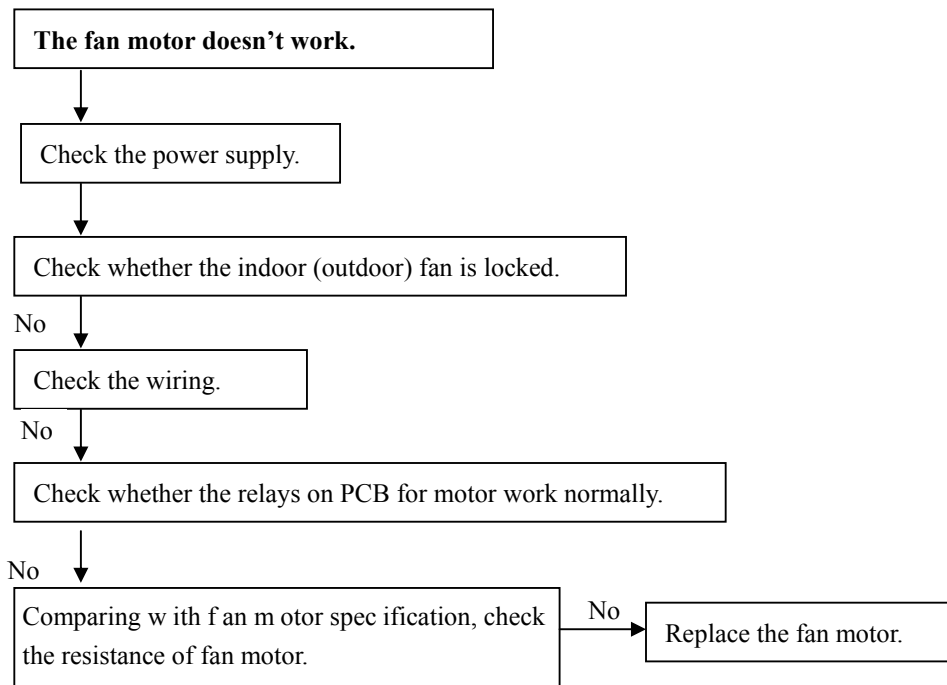 The fan motor doesn’t work.
Check the power supply.
Check whether the indoor (outdoor) fan is locked.
No
Check the wiring.
No
Check whether the relays on PCB for motor work normally.
No
Comparing w ith f an m otor spec ification, check
the resistance of fan motor.
No
Replace the fan motor.